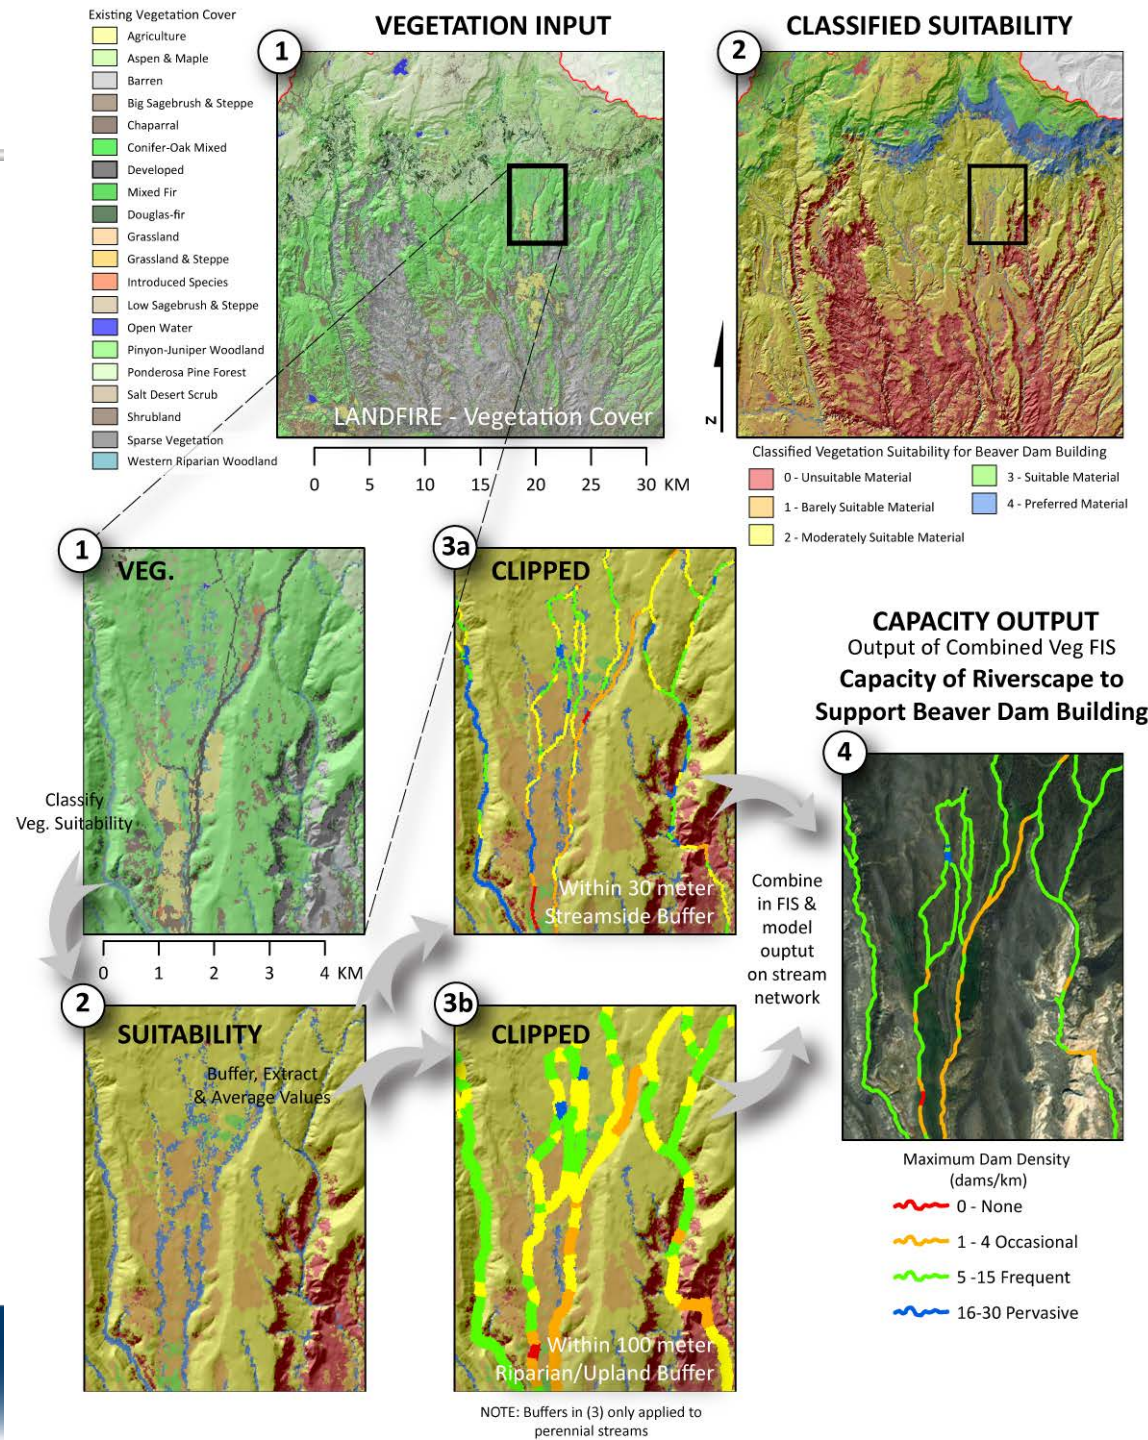 Existing Vegetation Cover
Agriculture
Aspen & Maple
Barren
Big Sagebrush & Steppe
Chaparral
Conifer-Oak Mixed
Developed
Mixed Fir
Douglas-fir
Grassland
Grassland & Steppe
Introduced Species
Low Sagebrush & Steppe
Open Water
Pinyon-Juniper Woodland
Ponderosa Pine Forest
Salt Desert Scrub
Shrubland
Sparse Vegetation
Western Riparian Woodland
VEGETATION INPUT
1
LANDFIRE - Vegetation Cover
0 5 10 15 20 25 30 KM
CLASSIFIED SUITABILITY
2
N
Classified Vegetation Suitability for Beaver Dam Building
0 - Unsuitable Material
1 - Barely Suitable Material
2 - Moderately Suitable Material
3 - Suitable Material
4 - Preferred Material
1
VEG.
Classify
Veg. Suitability
0 1 2 3 4 KM
2
SUITABILITY
Buffer, Extract
& Average Values
3a
CLIPPED
Within 30 meter
Streamside Buffer
3b
CLIPPED
Within 100 meter
Riparian/Upland Buffer
NOTE: Buffers in (3) only applied to
perennial streams
Combine
in FIS &
model
ouptut
on stream
network
CAPACITY OUTPUT
Output of Combined Veg FIS
Capacity of Riverscape to
Support Beaver Dam Building
4
Maximum Dam Density
(dams/km)
0 - None
1 - 4 Occasional
5 -15 Frequent
16-30 Pervasive